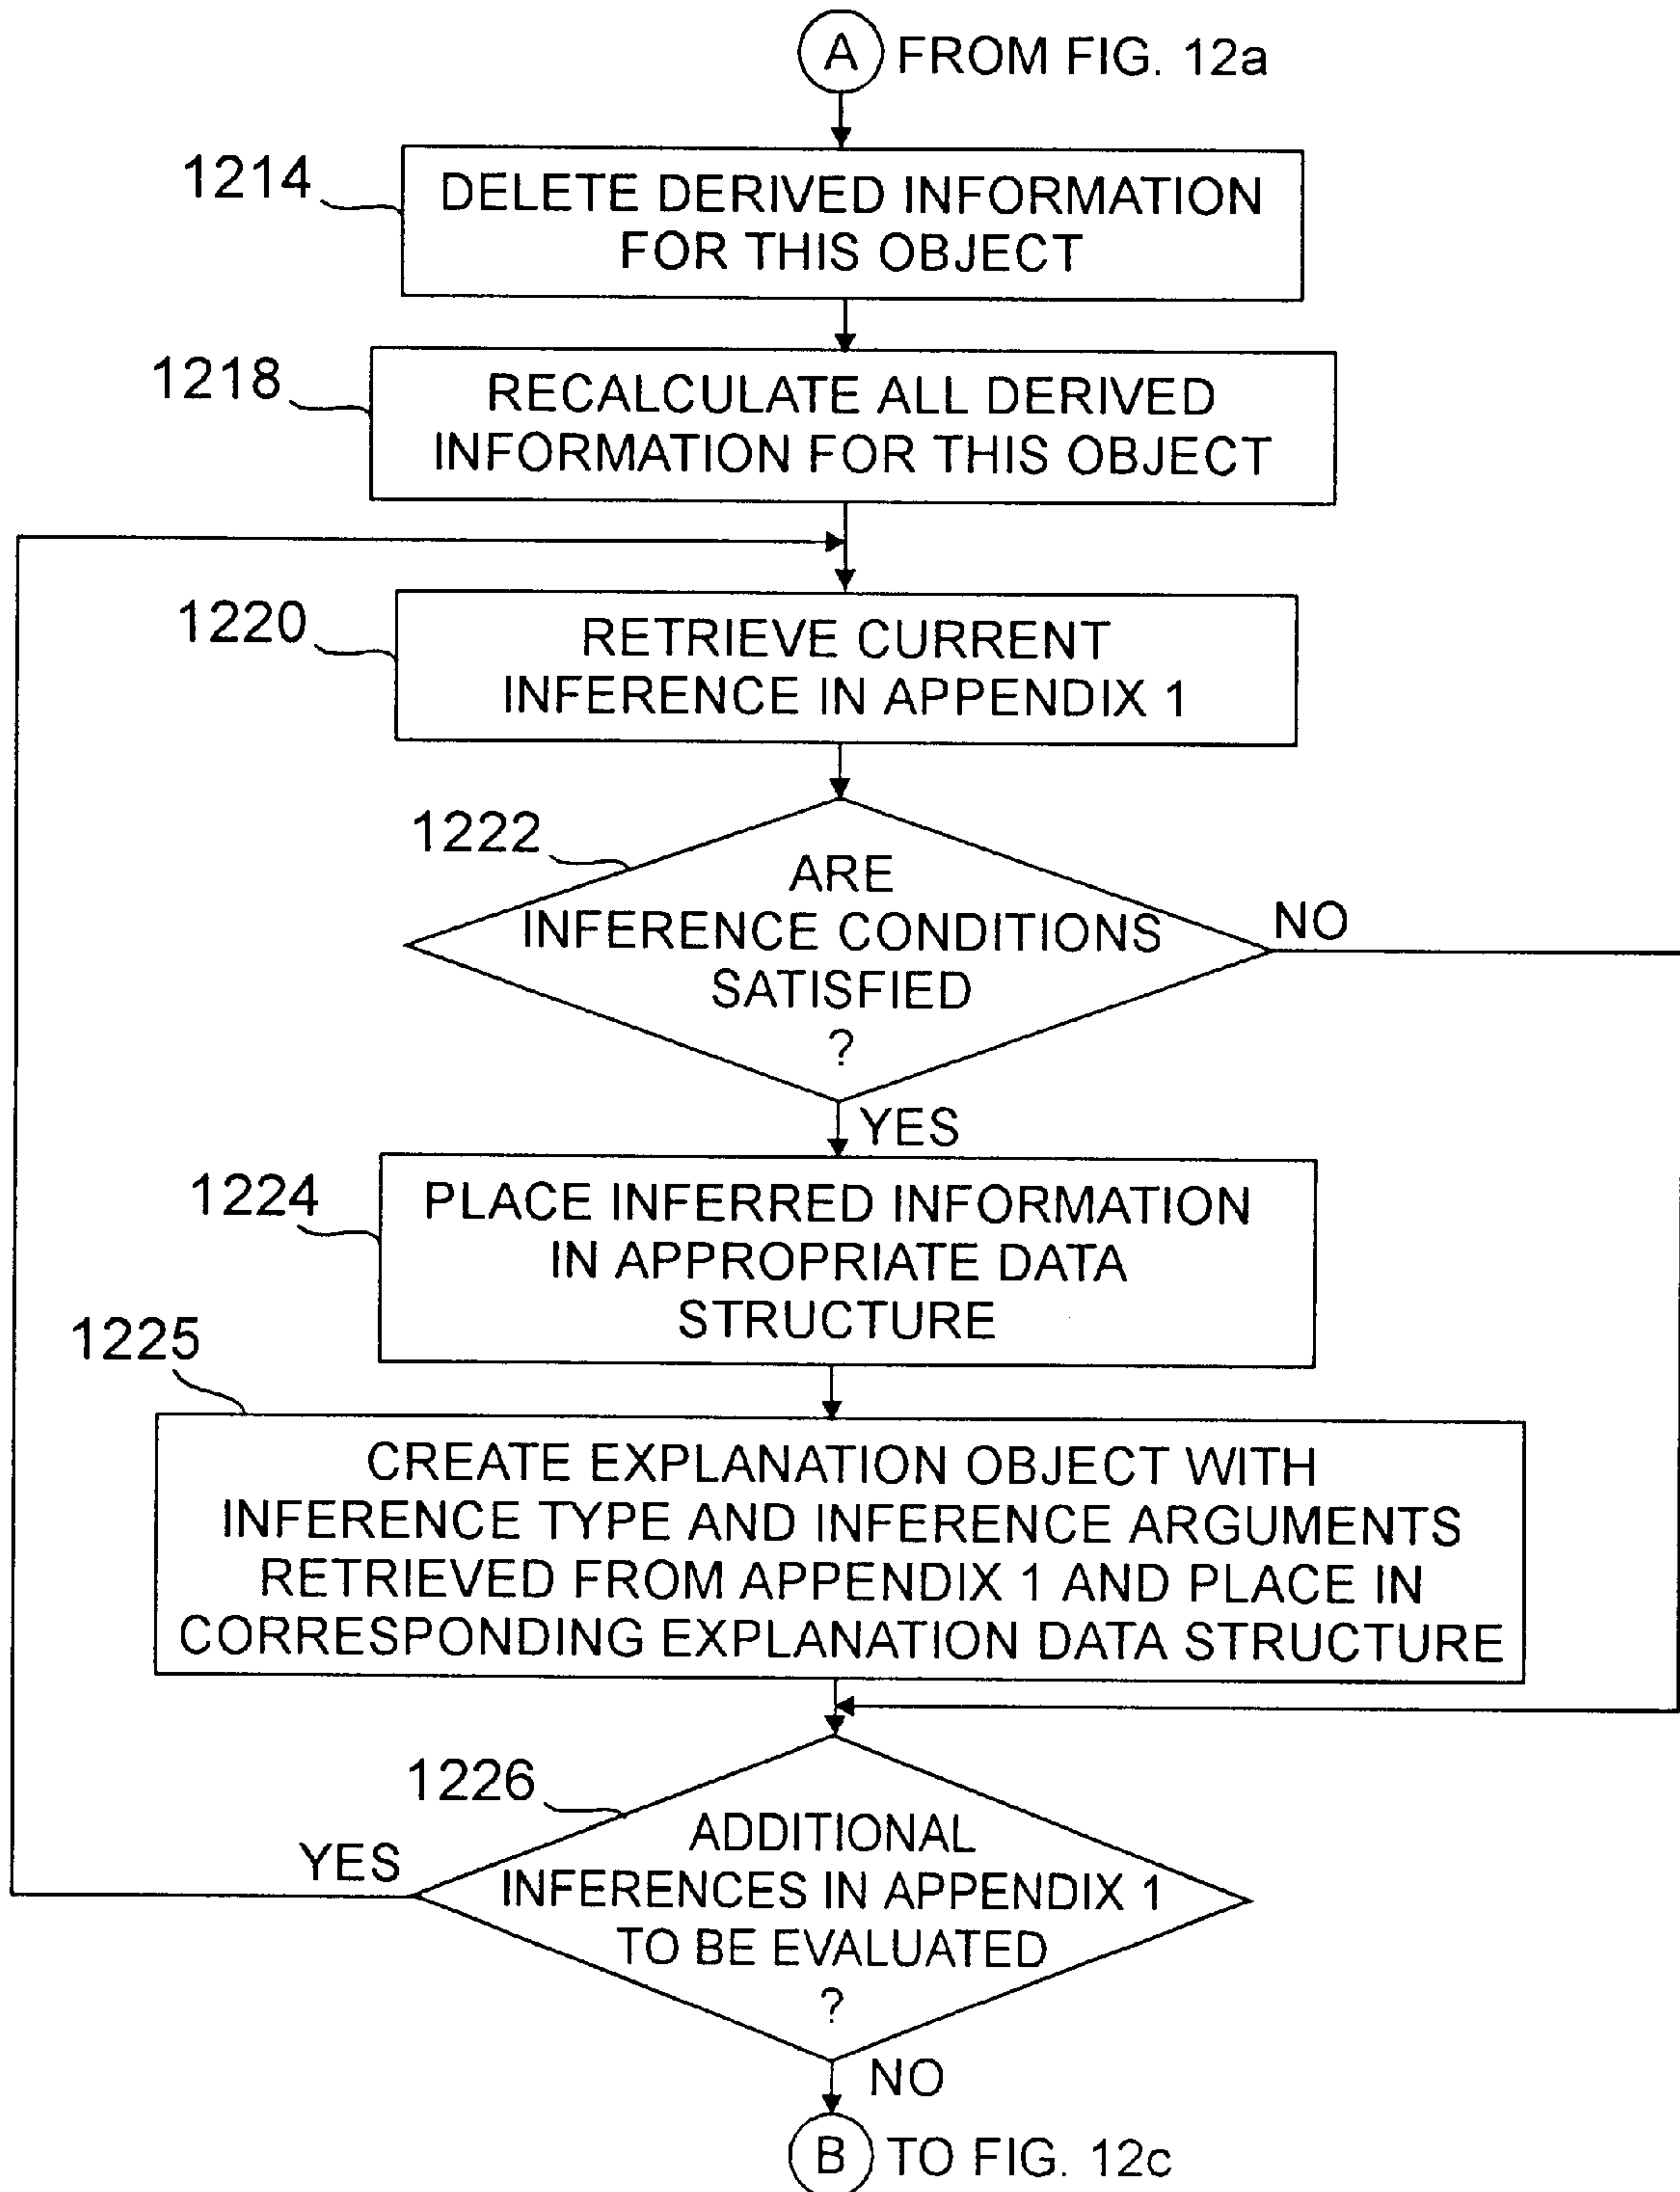 A FROM FIG. 12a
1214
DELETE DERIVED INFORMATION
FOR THIS OBJECT
1218
RECALCULATE ALL DERIVED
INFORMATION FOR THIS OBJECT
1220
RETRIEVE CURRENT
INFERENCE IN APPENDIX 1
1222
ARE
INFERENCE CONDITIONS
SATISFIED
?
NO
YES
1224
PLACE INFERRED INFORMATION
IN APPROPRIATE DATA
STRUCTURE
1225
CREATE EXPLANATION OBJECT WITH
INFERENCE TYPE AND INFERENCE ARGUMENTS
RETRIEVED FROM APPENDIX 1 AND PLACE IN
CORRESPONDING EXPLANATION DATA STRUCTURE
1226
ADDITIONAL
INFERENCES IN APPENDIX 1
TO BE EVALUATED
?
YES
NO
B TO FIG. 12c